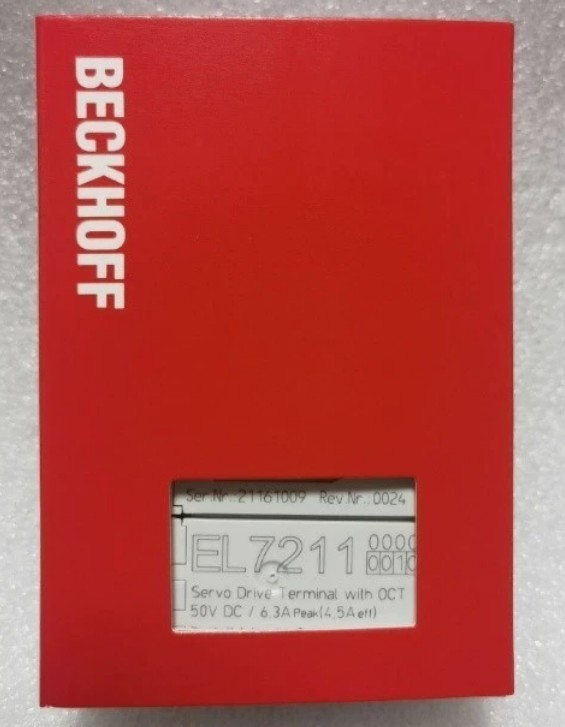 BECKHOFF
Ser.Nr.:21161009 Rev.Nr.:0024
EL7211 0000
0010
Servo Drive Terminal with OCT
50V DC / 6.3A Peak(4.5A eff)